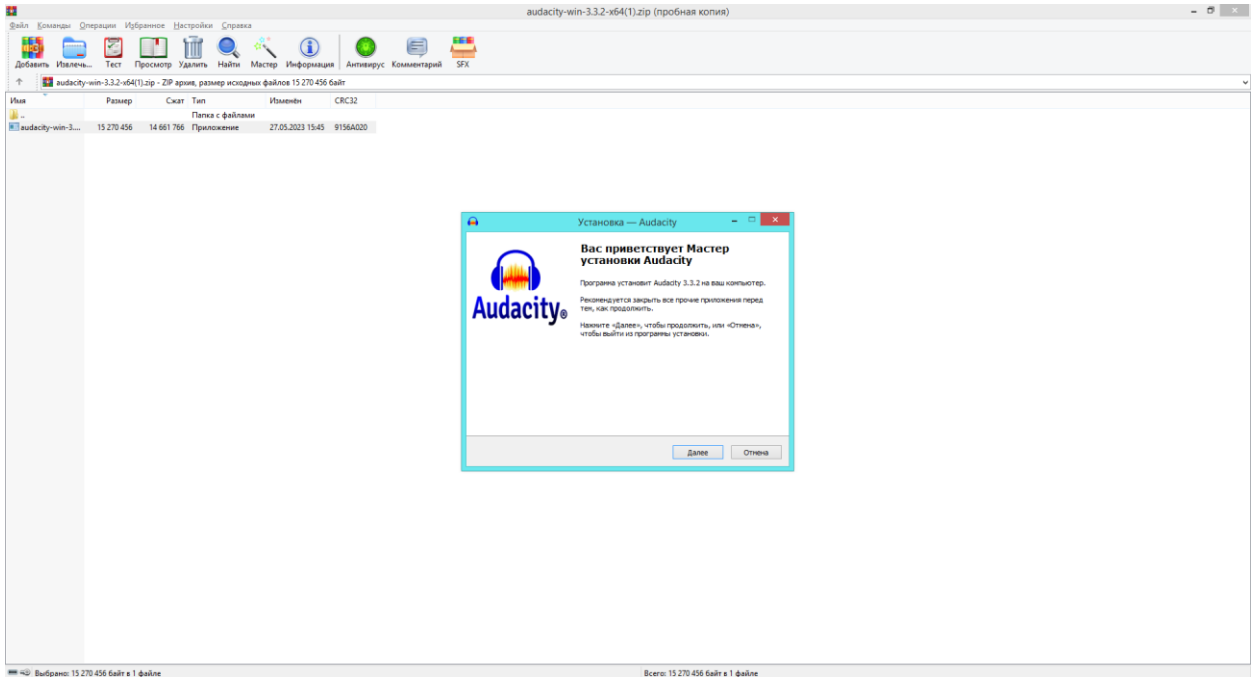 audacity-win-3.3.2-x64(1).zip (пробная копия)
Файл Команды Операции Избранное Настройки Справка
Добавить Извлечь... Тест Просмотр Удалить Найти Мастер Информация Антивирус Комментарий SFX
audacity-win-3.3.2-x64(1).zip - ZIP архив, размер исходных файлов 15 270 456 байт
Имя Размер Сжат Тип Изменён CRC32
.. Папка с файлами
audacity-win-3.... 15 270 456 14 661 766 Приложение 27.05.2023 15:45 9156A020
Установка — Audacity
Audacity®
Вас приветствует Мастер
установки Audacity
Программа установит Audacity 3.3.2 на ваш компьютер.
Рекомендуется закрыть все прочие приложения перед
тем, как продолжить.
Нажмите «Далее», чтобы продолжить, или «Отмена»,
чтобы выйти из программы установки.
Далее Отмена
Выбрано: 15 270 456 байт в 1 файле Всего: 15 270 456 байт в 1 файле